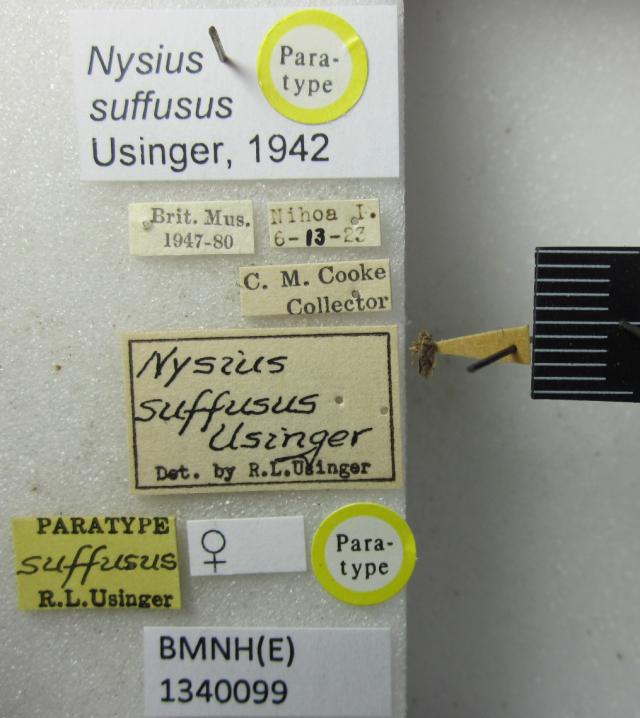 Nysius
suffusus
Usinger, 1942
Para-
type
Brit. Mus.
1947-80
Nihoa I.
6-13-23
C. M. Cooke
Collector
Nysius
suffusus
Usinger
Det. by R.L.Usinger
PARATYPE
suffusus
R.L.Usinger
♀
Para-
type
BMNH(E)
1340099